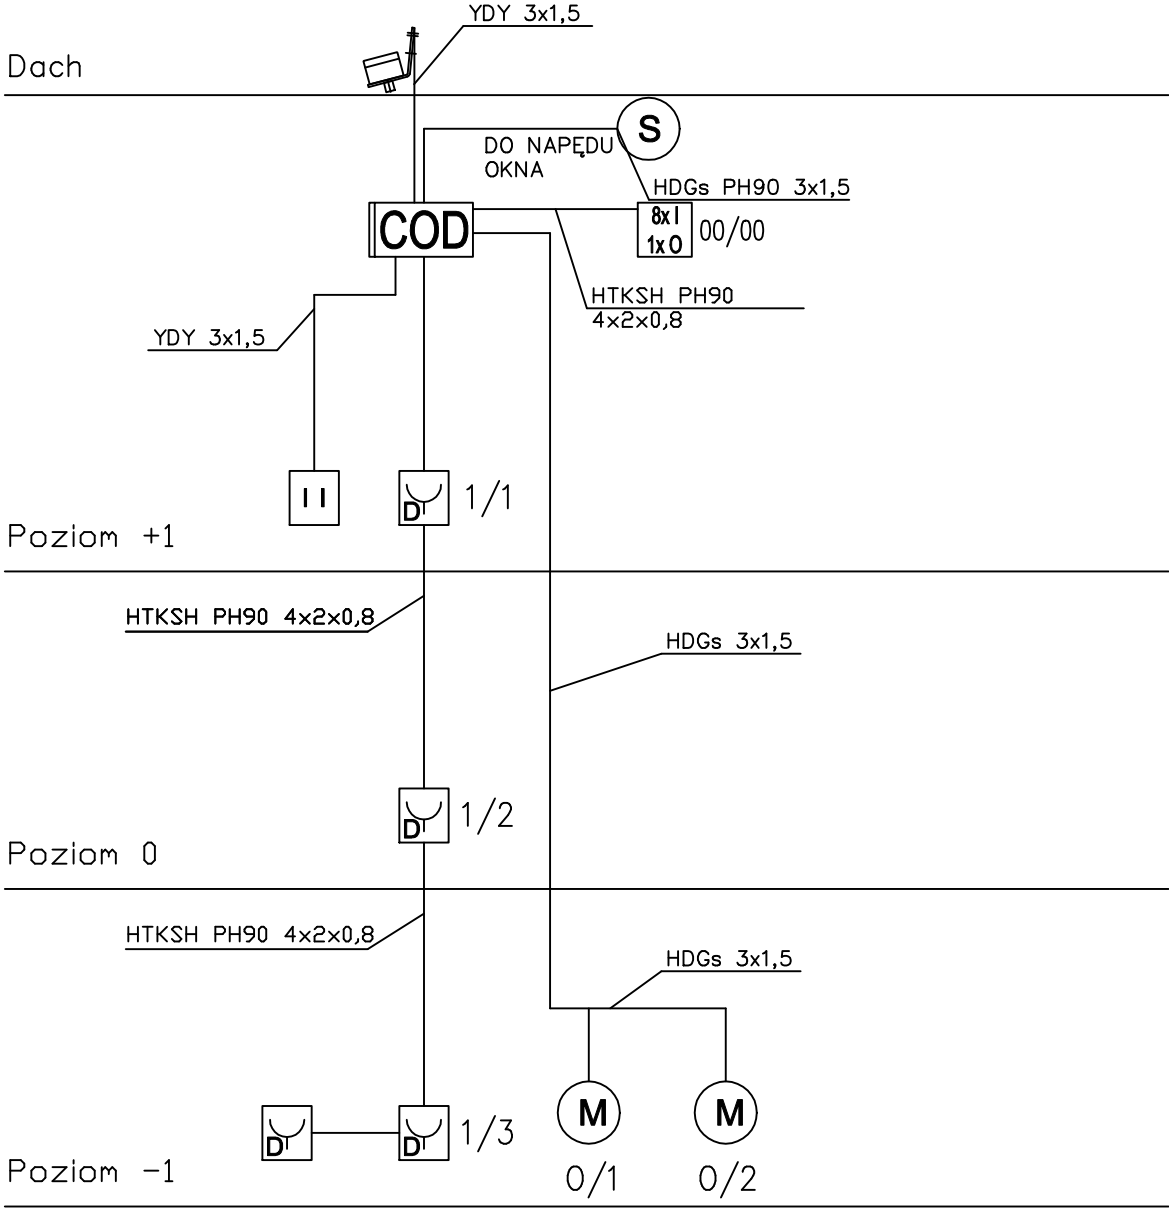 YDY 3x1,5
Dach
S
DO NAPĘDU
OKNA
HDGs PH90 3x1,5
COD
8x I
1x O
00/00
HTKSH PH90
4x2x0,8
YDY 3x1,5
I I
D
1/1
Poziom +1
HTKSH PH90 4x2x0,8
HDGs 3x1,5
D
1/2
Poziom 0
HTKSH PH90 4x2x0,8
HDGs 3x1,5
D
D
1/3
M
M
Poziom -1
0/1
0/2